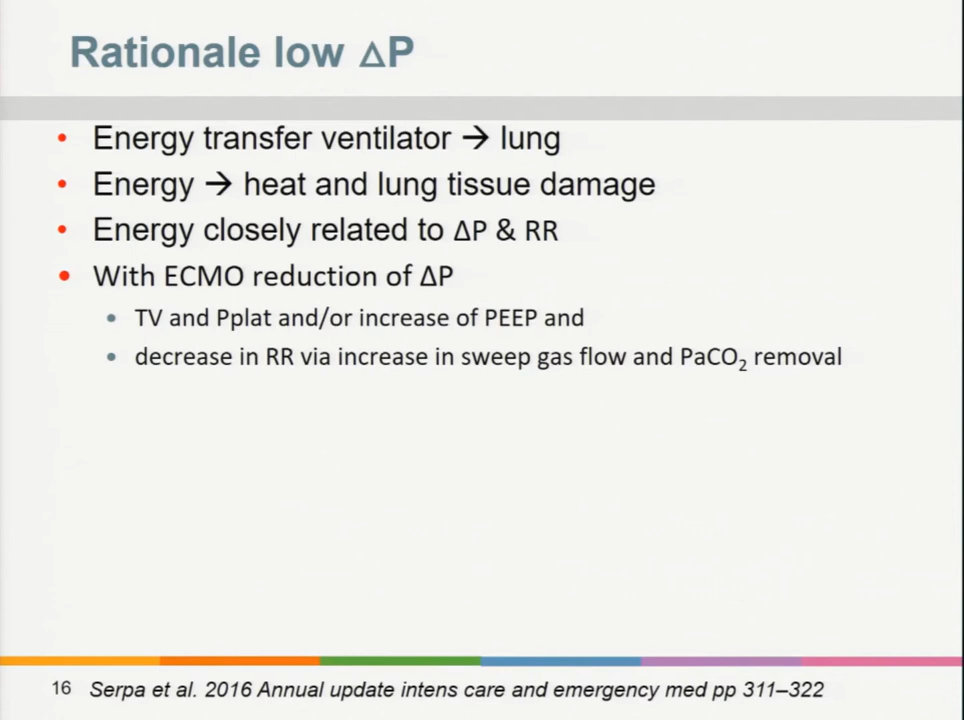 Rationale low △P
• Energy transfer ventilator → lung
• Energy → heat and lung tissue damage
• Energy closely related to ΔP & RR
• With ECMO reduction of ΔP
• TV and Pplat and/or increase of PEEP and
• decrease in RR via increase in sweep gas flow and PaCO₂ removal
16 Serpa et al. 2016 Annual update intens care and emergency med pp 311–322